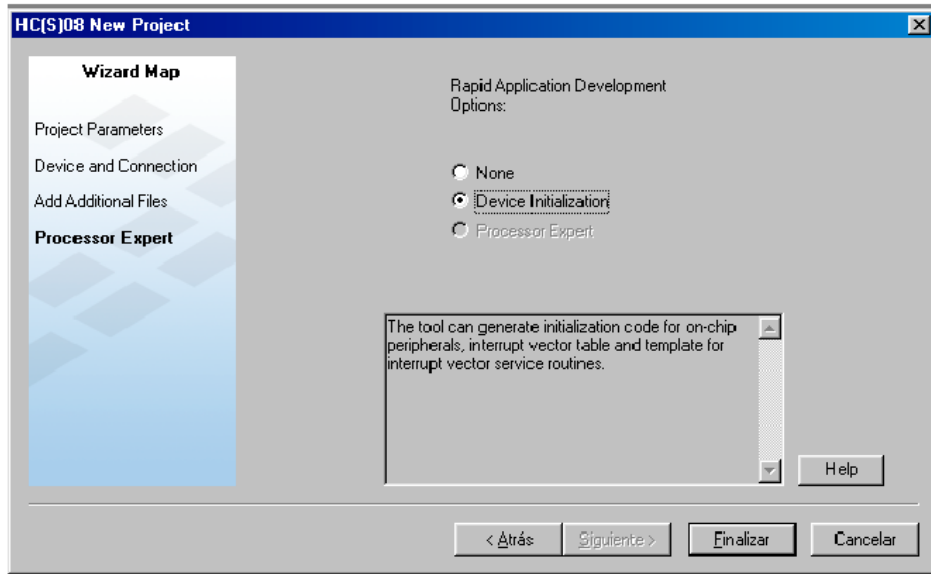 HC(S)08 New Project
Wizard Map
Project Parameters
Device and Connection
Add Additional Files
Processor Expert
Rapid Application Development
Options:
None
Device Initialization
Processor Expert
The tool can generate initialization code for on-chip
peripherals, interrupt vector table and template for
interrupt vector service routines.
Help
< Atrás
Siguiente >
Finalizar
Cancelar